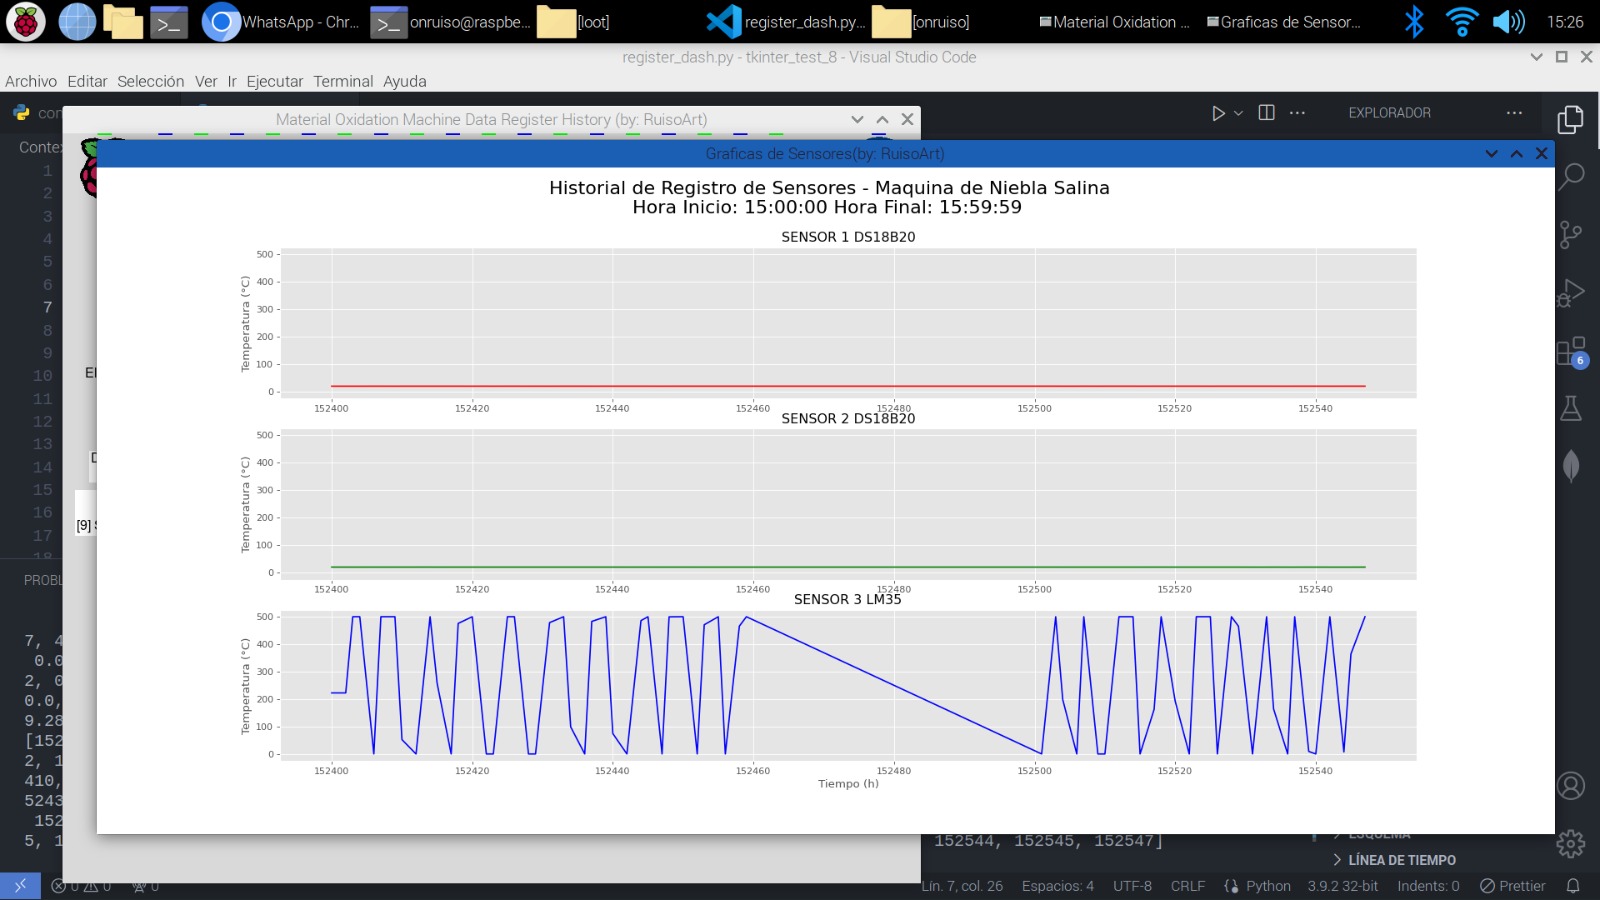 WhatsApp - Chr...
onruiso@raspbe...
[loot]
register_dash.py...
[onruiso]
Material Oxidation ...
Graficas de Sensor...
15:26
register_dash.py - tkinter_test_8 - Visual Studio Code
Archivo Editar Selección Ver Ir Ejecutar Terminal Ayuda
con
Material Oxidation Machine Data Register History (by: RuisoArt)
EXPLORADOR
Conte
Graficas de Sensores(by: RuisoArt)
1
2
3
4
5
6
7
8
9
10
11
12
13
14
15
16
17
18
El
D
[9] S
6
Historial de Registro de Sensores - Maquina de Niebla Salina
Hora Inicio: 15:00:00 Hora Final: 15:59:59
SENSOR 1 DS18B20
Temperatura (°C)
500
400
300
200
100
0
152400 152420 152440 152460 152480 152500 152520 152540
SENSOR 2 DS18B20
Temperatura (°C)
500
400
300
200
100
0
152400 152420 152440 152460 152480 152500 152520 152540
SENSOR 3 LM35
Temperatura (°C)
500
400
300
200
100
0
152400 152420 152440 152460 152480 152500 152520 152540
Tiempo (h)
PROBL
7, 4
0.0
2, 0
0.0,
9.28
[152
2, 1
410,
5243
152
5, 1
152544, 152545, 152547]
ESQUEMA
LÍNEA DE TIEMPO
0 0 0
Lín. 7, col. 26 Espacios: 4 UTF-8 CRLF Python 3.9.2 32-bit Indents: 0 Prettier